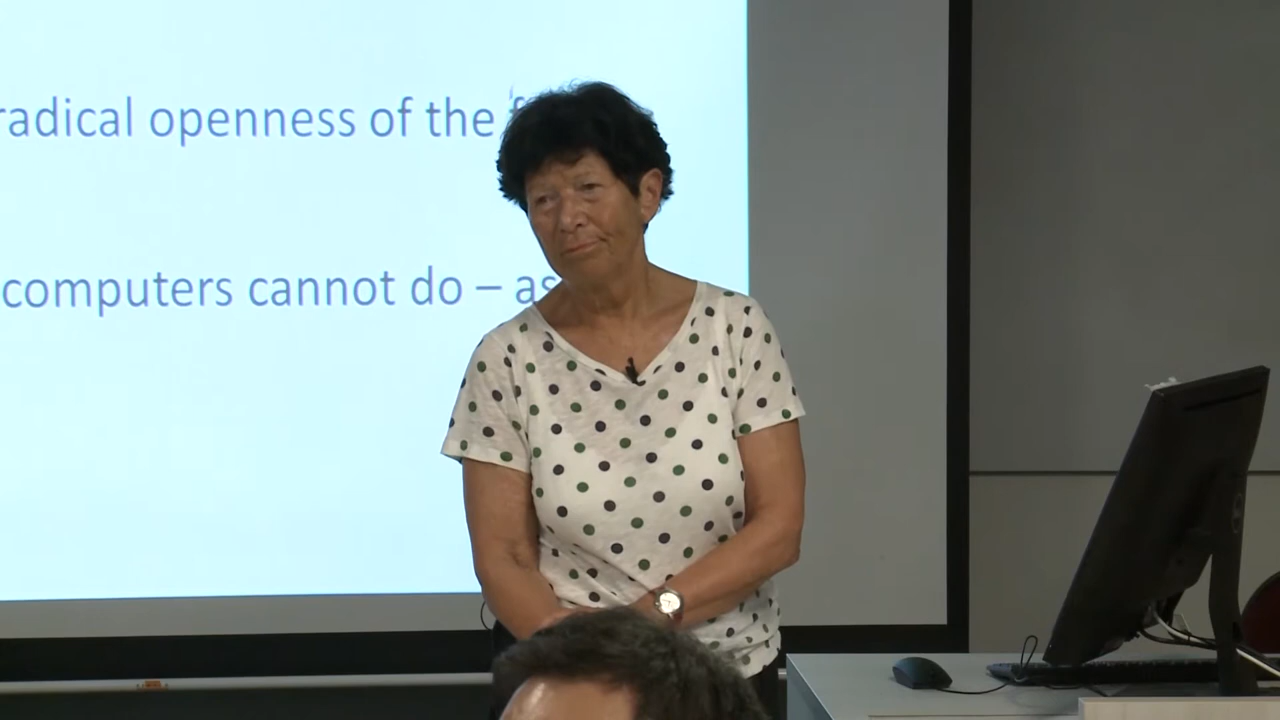 radical openness of the
computers cannot do – as